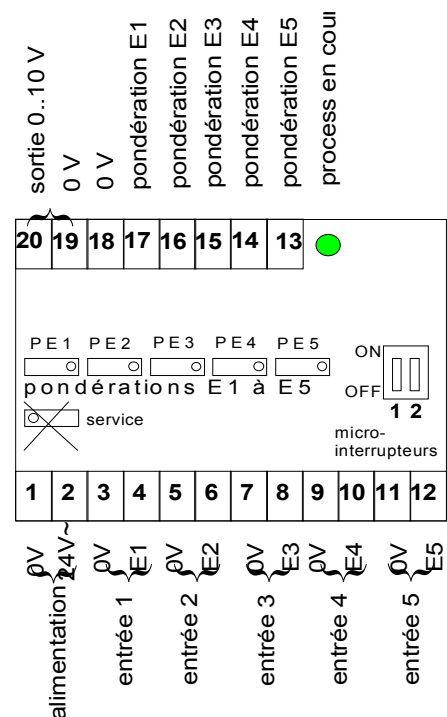 sortie 0..10 V
0 V
0 V
pondération E1
pondération E2
pondération E3
pondération E4
pondération E5
process en cour
20 19 18 17 16 15 14 13
PE1 PE2 PE3 PE4 PE5
pondérations E1 à E5
service
ON
OFF
1 2
micro-
interrupteurs
1 2 3 4 5 6 7 8 9 10 11 12
0V 24V~ 0V E1 0V E2 0V E3 0V E4 0V E5
alimentation
entrée 1
entrée 2
entrée 3
entrée 4
entrée 5